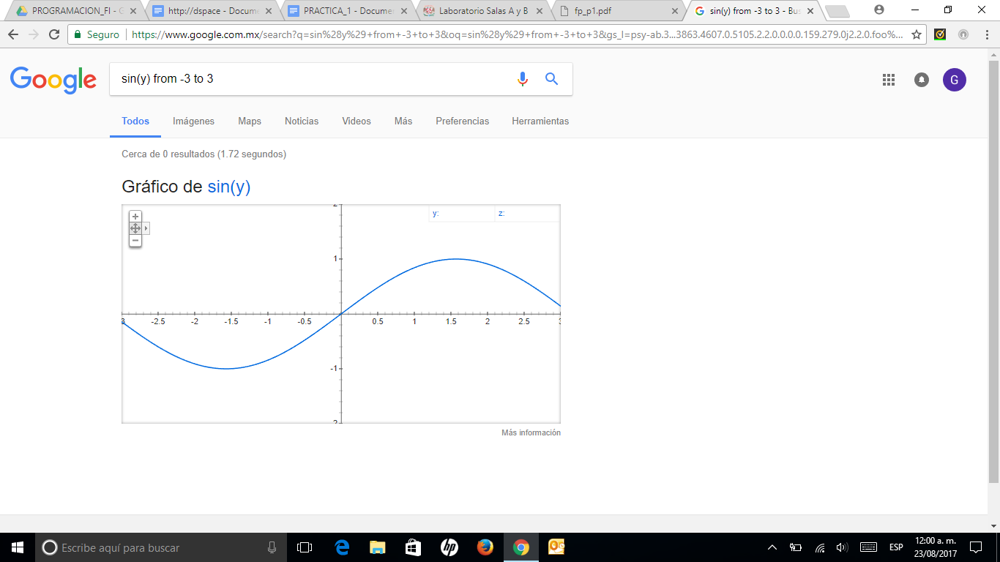 PROGRAMACION_FI - G
http://dspace - Docume
PRACTICA_1 - Documen
Laboratorio Salas A y B
fp_p1.pdf
sin(y) from -3 to 3 - Bus
Seguro
https://www.google.com.mx/search?q=sin%28y%29+from+-3+to+3&oq=sin%28y%29+from+-3+to+3&gs_l=psy-ab.3...3863.4607.0.5105.2.2.0.0.0.0.159.279.0j2.2.0.foo%...
Google
sin(y) from -3 to 3
G
Todos Imágenes Maps Noticias Videos Más Preferencias Herramientas
Cerca de 0 resultados (1.72 segundos)
Gráfico de sin(y)
y: z:
2
1
3 -2.5 -2 -1.5 -1 -0.5 0.5 1 1.5 2 2.5 3
-1
2
Más información
Escribe aquí para buscar
hp
ESP
12:00 a. m.
23/08/2017